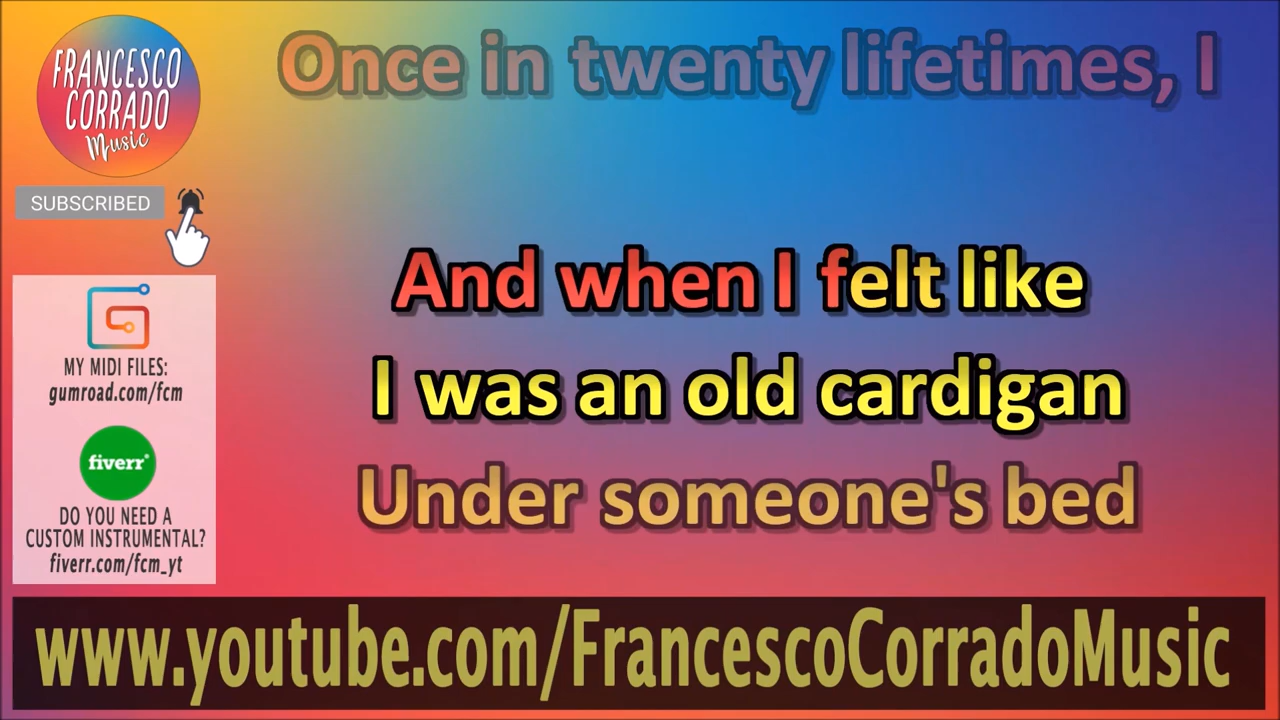 FRANCESCO
CORRADO
Music
SUBSCRIBED
MY MIDI FILES:
gumroad.com/fcm
fiverr
DO YOU NEED A
CUSTOM INSTRUMENTAL?
fiverr.com/fcm_yt
Once in twenty lifetimes, I
And when I felt like
I was an old cardigan
Under someone's bed
www.youtube.com/FrancescoCorradoMusic